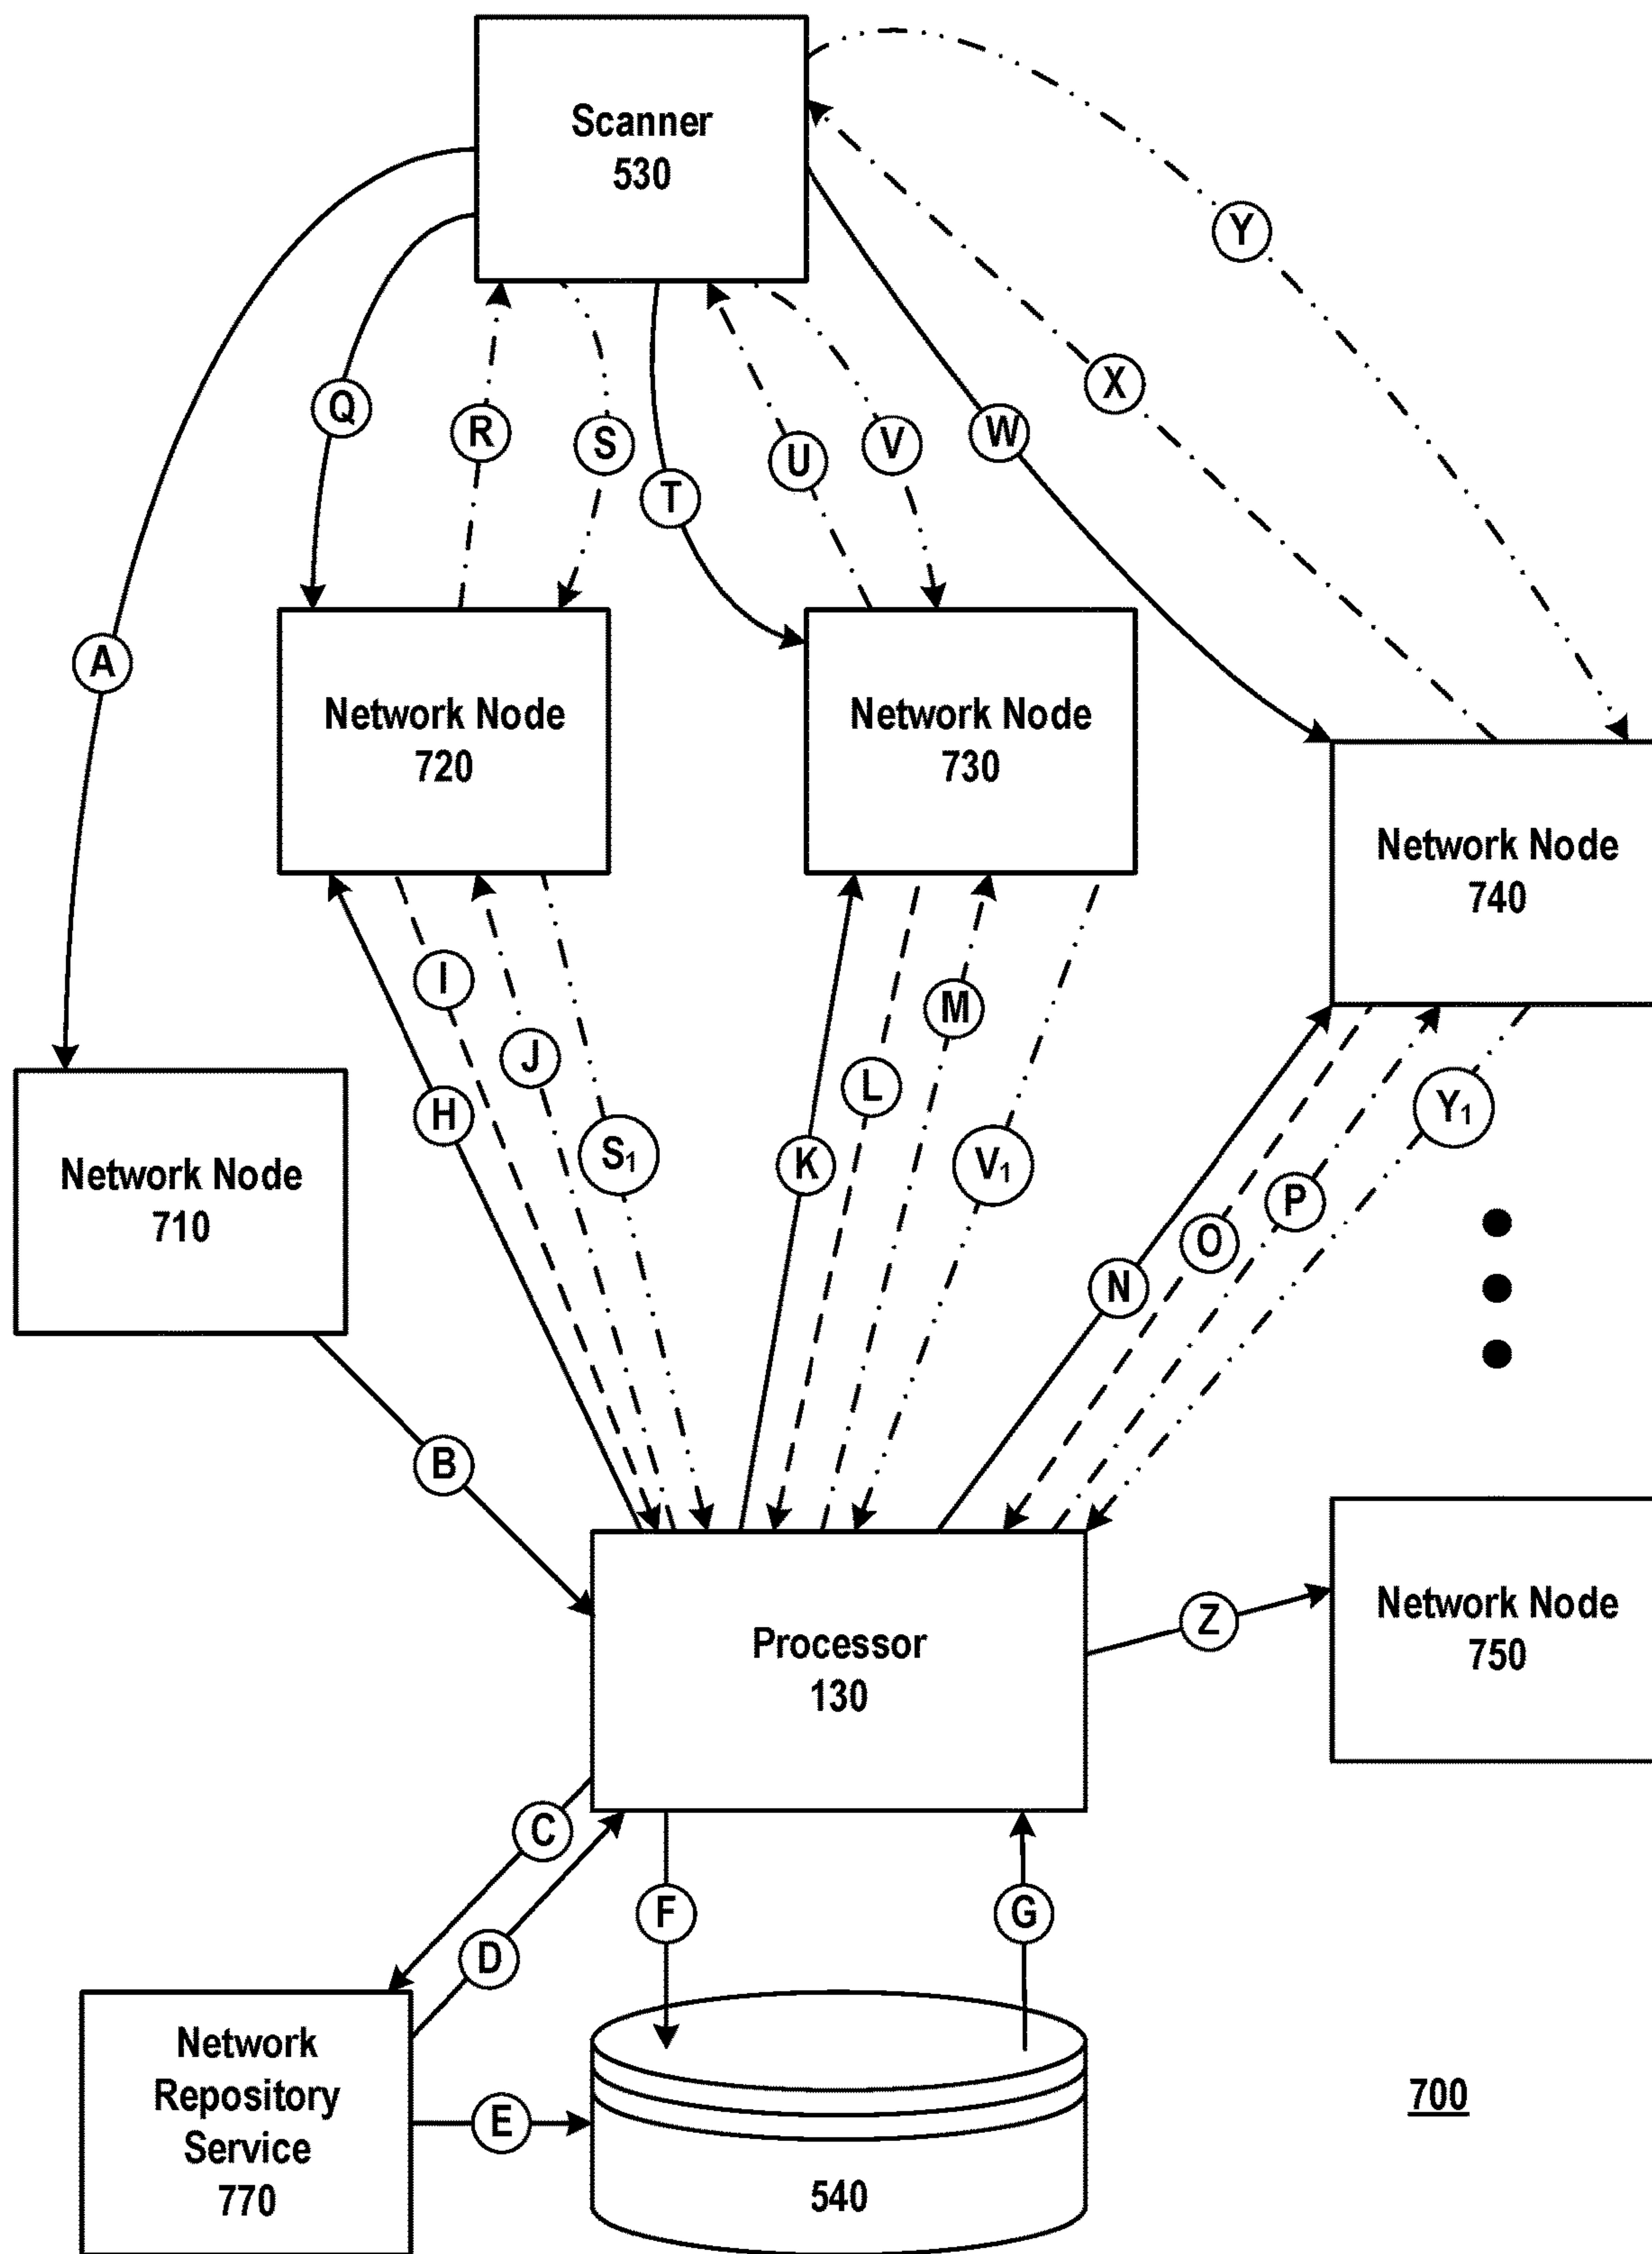 Scanner
530
Y
X
Q
R
S
T
U
V
W
A
Network Node
720
Network Node
730
Network Node
740
I
J
H
S₁
M
L
K
V₁
Y₁
P
O
N
Network Node
710
B
Processor
130
Z
Network Node
750
C
D
F
G
Network
Repository
Service
770
E
540
700